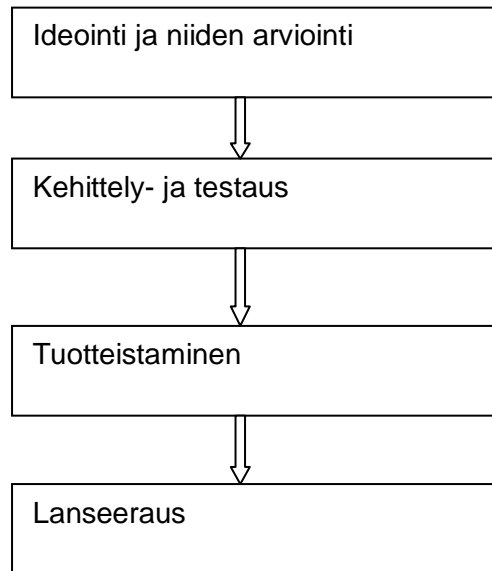 Ideointi ja niiden arviointi
Kehittely- ja testaus
Tuotteistaminen
Lanseeraus